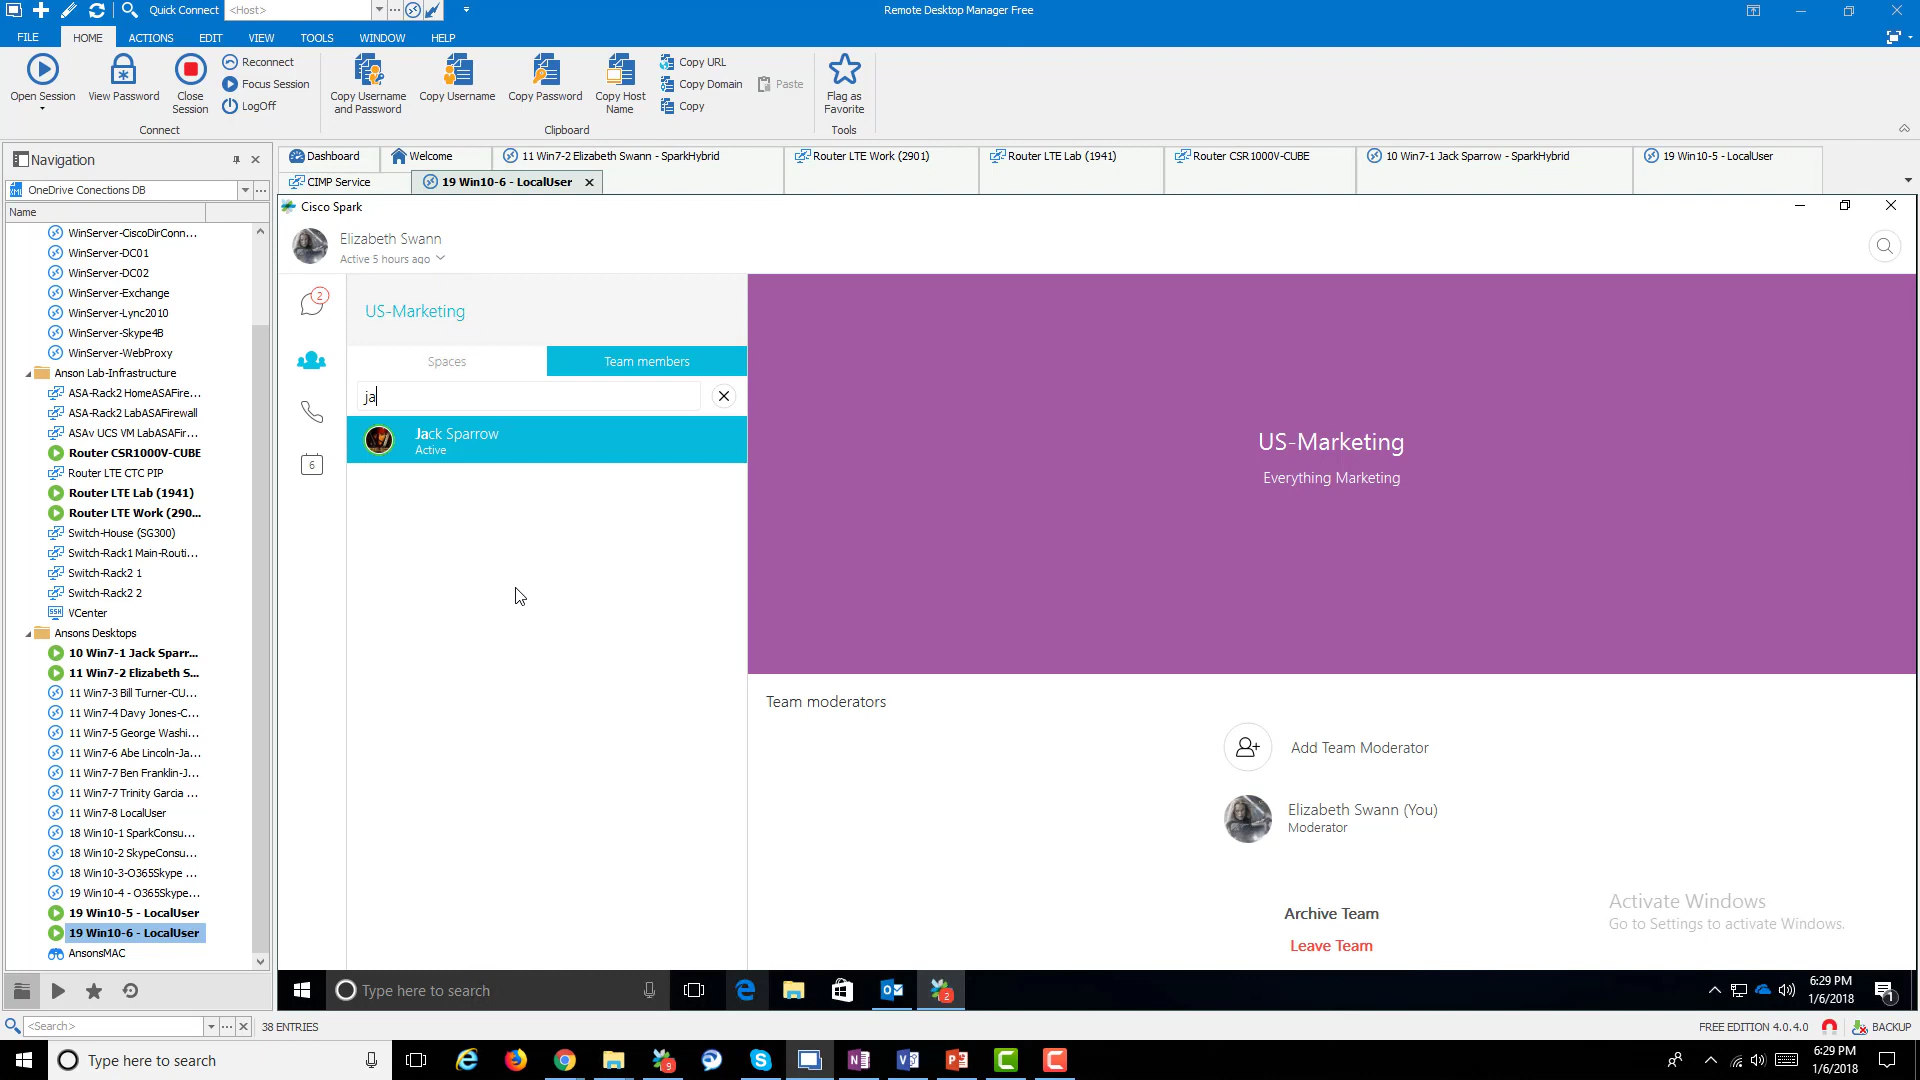 Quick Connect
<Host>
Remote Desktop Manager Free
FILE
HOME
ACTIONS
EDIT
VIEW
TOOLS
WINDOW
HELP
Open Session
View Password
Close
Session
Reconnect
Focus Session
LogOff
Connect
Copy Username
and Password
Copy Username
Copy Password
Copy Host
Name
Copy URL
Copy Domain
Copy
Paste
Clipboard
Flag as
Favorite
Tools
Navigation
OneDrive Conections DB
Name
WinServer-CiscoDirConn...
WinServer-DC01
WinServer-DC02
WinServer-Exchange
WinServer-Lync2010
WinServer-Skype4B
WinServer-WebProxy
Anson Lab-Infrastructure
ASA-Rack2 HomeASAFire...
ASA-Rack2 LabASAFirewall
ASAv UCS VM LabASAFir...
Router CSR1000V-CUBE
Router LTE CTC PIP
Router LTE Lab (1941)
Router LTE Work (290...
Switch-House (SG300)
Switch-Rack1 Main-Routi...
Switch-Rack2 1
Switch-Rack2 2
VCenter
Ansons Desktops
10 Win7-1 Jack Sparr...
11 Win7-2 Elizabeth S...
11 Win7-3 Bill Turner-CU...
11 Win7-4 Davy Jones-C...
11 Win7-5 George Washi...
11 Win7-6 Abe Lincoln-Ja...
11 Win7-7 Ben Franklin-J...
11 Win7-7 Trinity Garcia ...
11 Win7-8 LocalUser
18 Win10-1 SparkConsu...
18 Win10-2 SkypeConsu...
18 Win10-3-O365Skype ...
19 Win10-4 - O365Skype...
19 Win10-5 - LocalUser
19 Win10-6 - LocalUser
AnsonsMAC
<Search>
38 ENTRIES
Dashboard
Welcome
11 Win7-2 Elizabeth Swann - SparkHybrid
Router LTE Work (2901)
Router LTE Lab (1941)
Router CSR1000V-CUBE
10 Win7-1 Jack Sparrow - SparkHybrid
19 Win10-5 - LocalUser
CIMP Service
19 Win10-6 - LocalUser
Cisco Spark
Elizabeth Swann
Active 5 hours ago
2
6
US-Marketing
Spaces
Team members
ja
Jack Sparrow
Active
US-Marketing
Everything Marketing
Team moderators
Add Team Moderator
Elizabeth Swann (You)
Moderator
Archive Team
Leave Team
Activate Windows
Go to Settings to activate Windows.
Type here to search
2
6:29 PM
1/6/2018
1
FREE EDITION 4.0.4.0
BACKUP
Type here to search
9
6:29 PM
1/6/2018